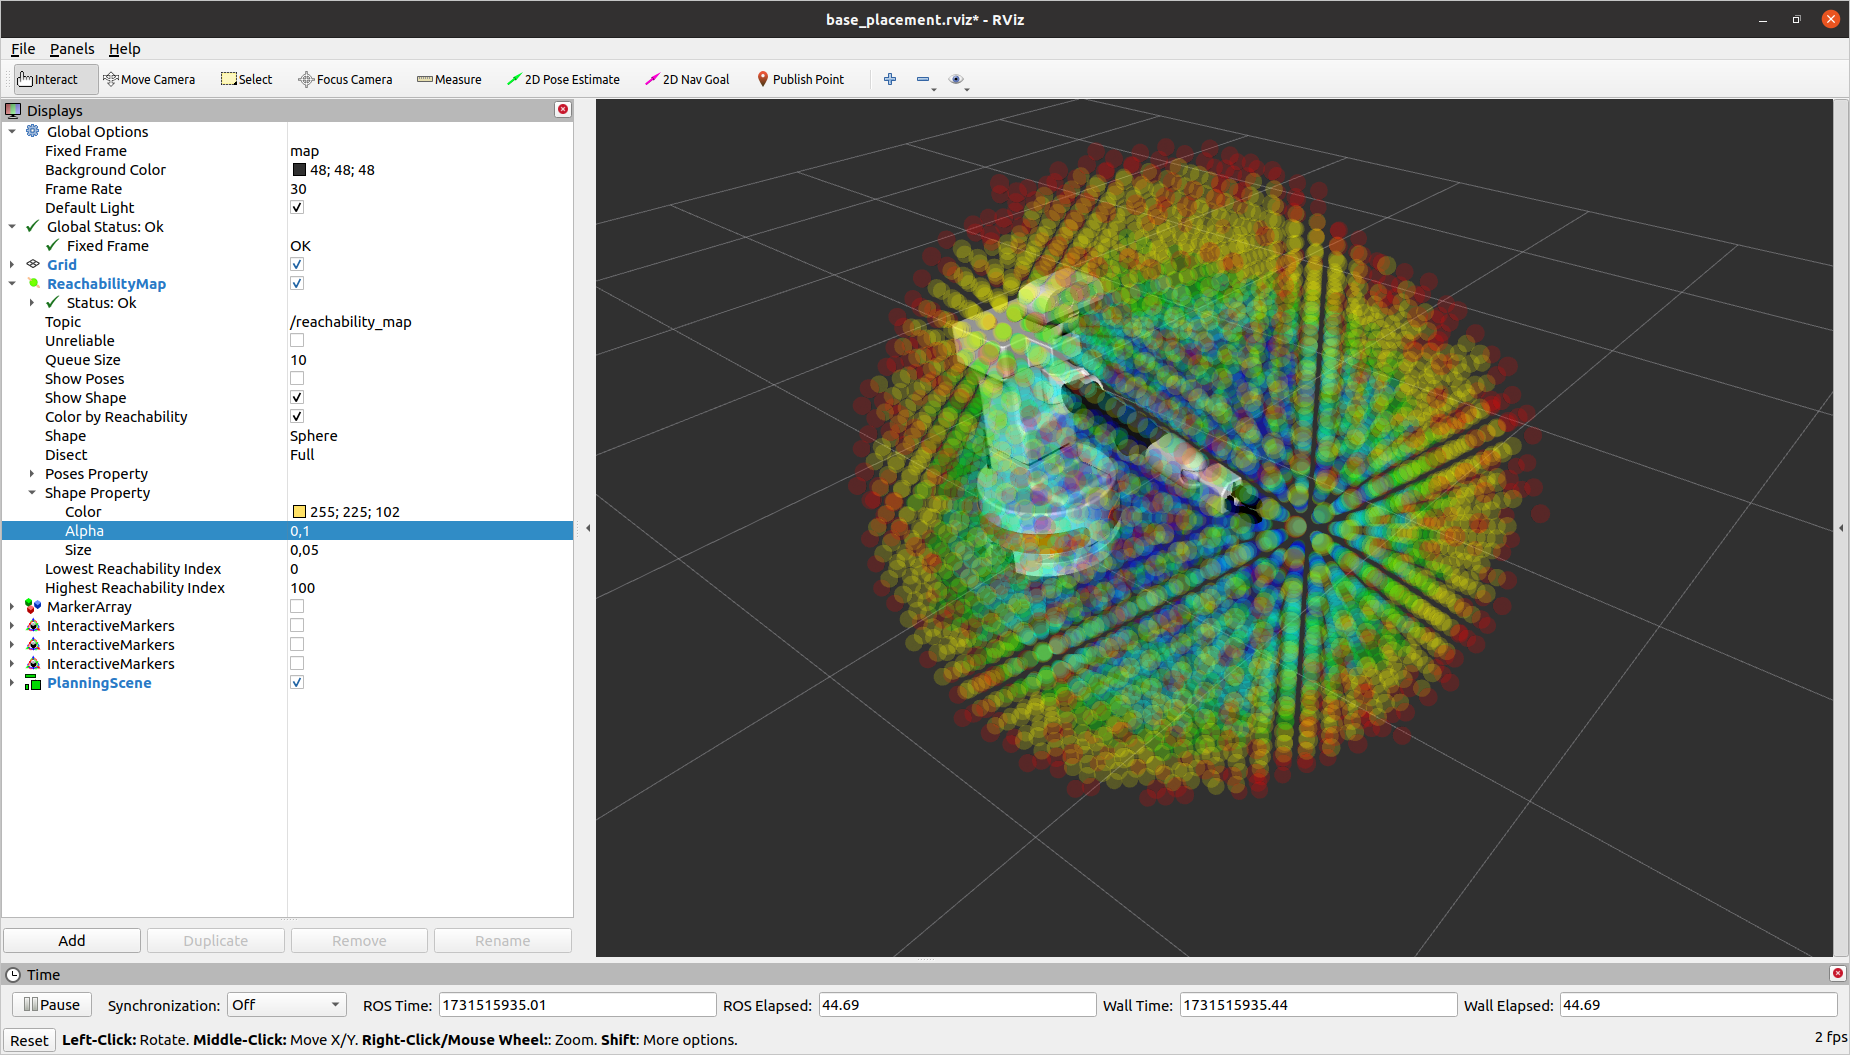 base_placement.rviz* - RViz
File Panels Help
Interact Move Camera Select Focus Camera Measure 2D Pose Estimate 2D Nav Goal Publish Point
Displays
Global Options
Fixed Frame map
Background Color 48; 48; 48
Frame Rate 30
Default Light
Global Status: Ok
Fixed Frame OK
Grid
ReachabilityMap
Status: Ok
Topic /reachability_map
Unreliable
Queue Size 10
Show Poses
Show Shape
Color by Reachability
Shape Sphere
Disect Full
Poses Property
Shape Property
Color 255; 225; 102
Alpha 0,1
Size 0,05
Lowest Reachability Index 0
Highest Reachability Index 100
MarkerArray
InteractiveMarkers
InteractiveMarkers
InteractiveMarkers
PlanningScene
Add Duplicate Remove Rename
Time
Pause Synchronization: Off ROS Time: 1731515935.01 ROS Elapsed: 44.69 Wall Time: 1731515935.44 Wall Elapsed: 44.69
Reset Left-Click: Rotate. Middle-Click: Move X/Y. Right-Click/Mouse Wheel:: Zoom. Shift: More options. 2 fps